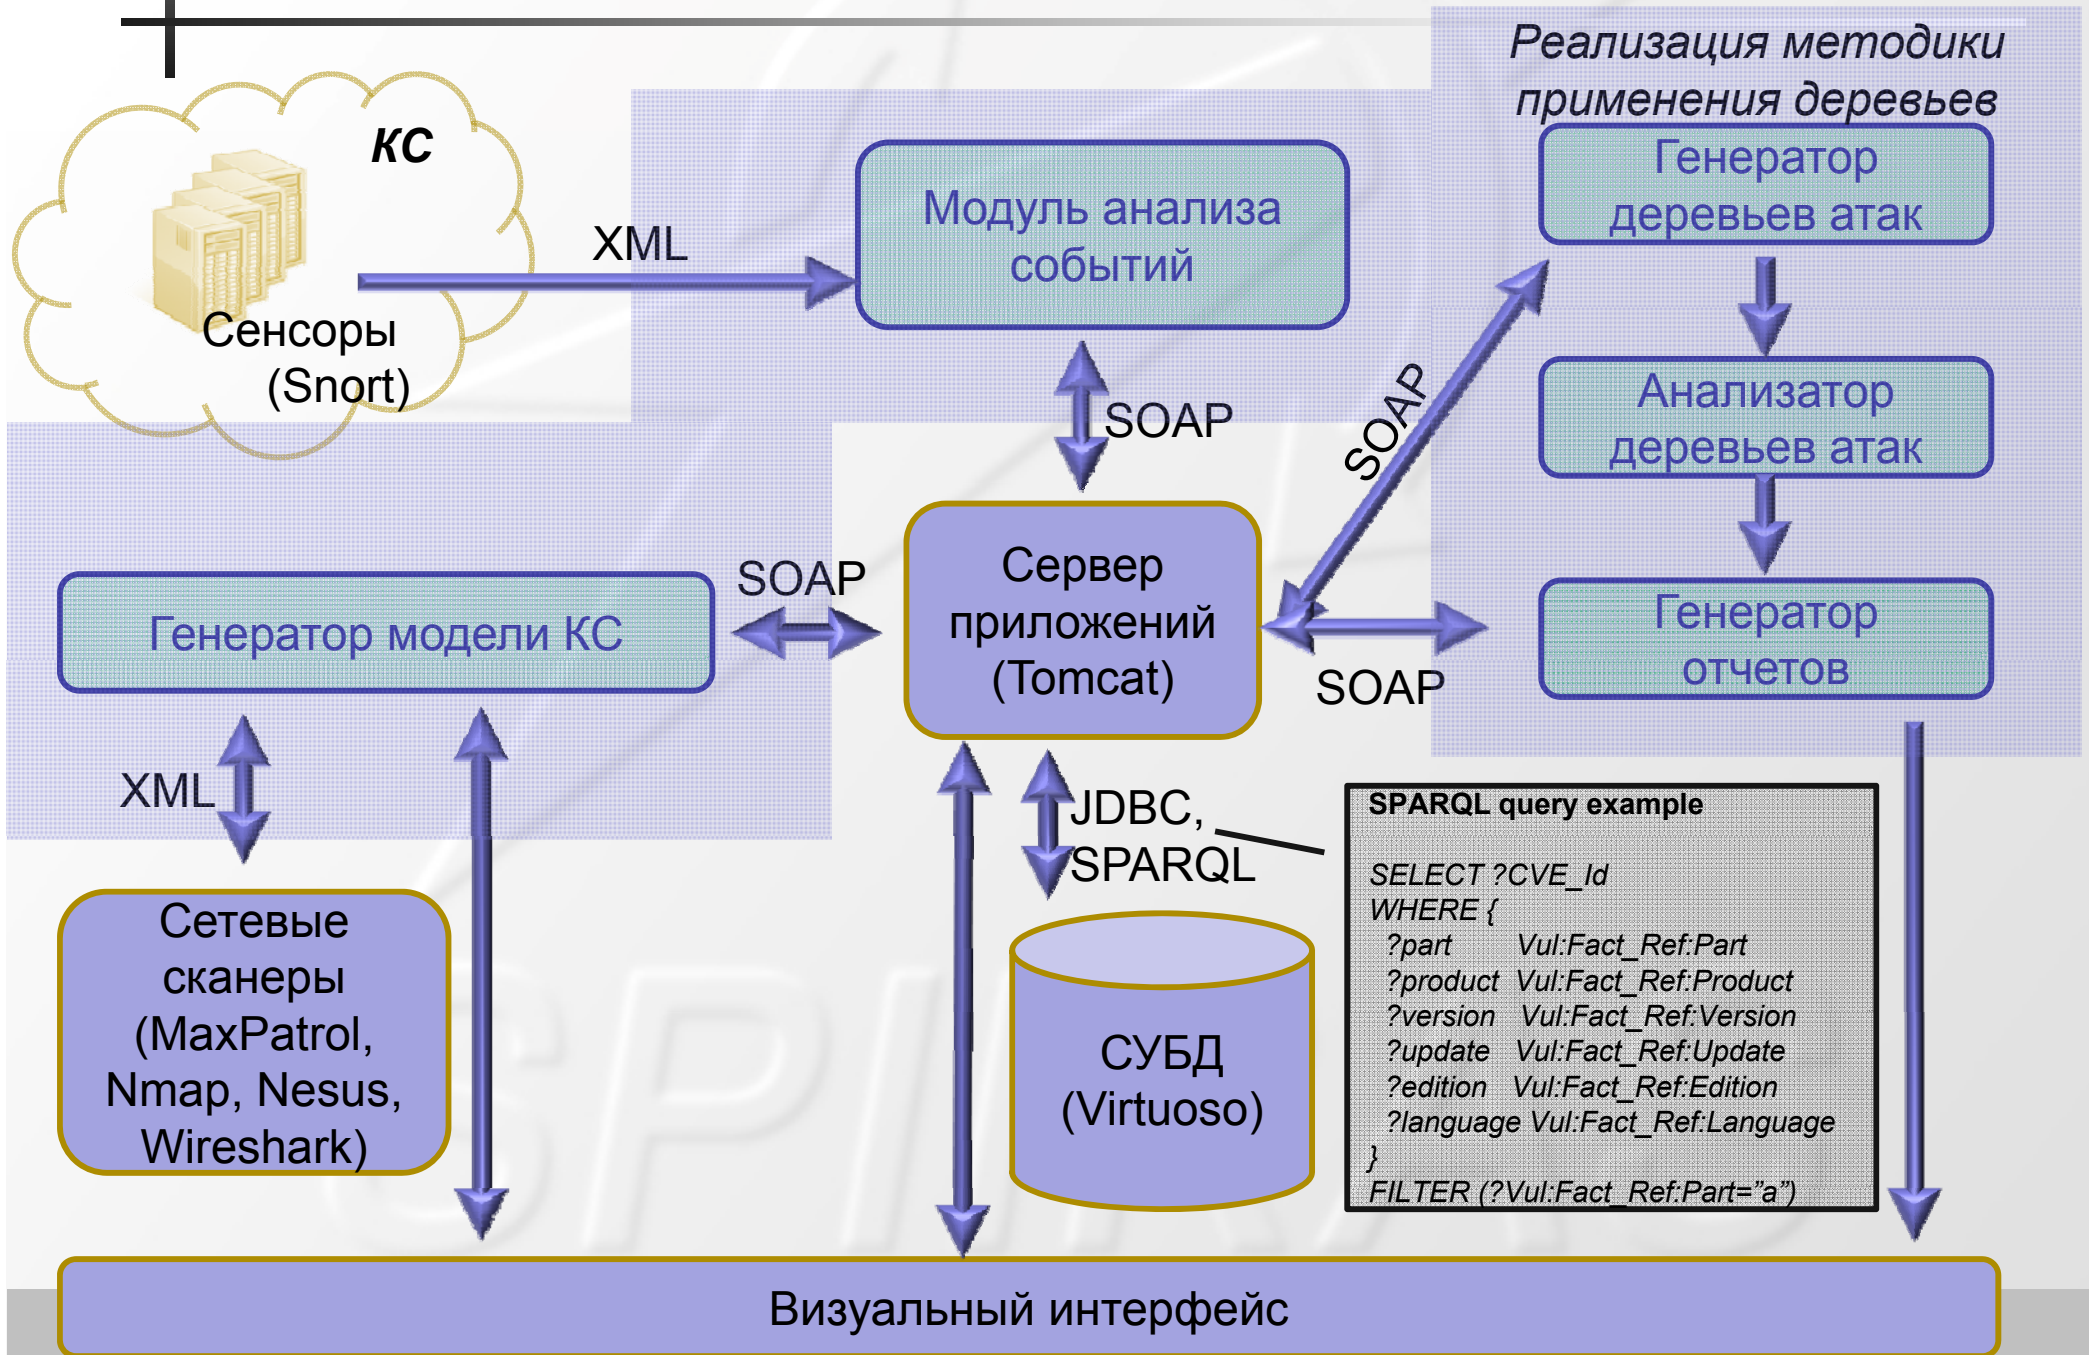 Реализация методики
применения деревьев
КС
Сенсоры
(Snort)
XML
Модуль анализа
событий
Генератор
деревьев атак
SOAP
SOAP
Анализатор
деревьев атак
SOAP
Генератор модели КС
Сервер
приложений
(Tomcat)
SOAP
Генератор
отчетов
XML
JDBC,
SPARQL
Сетевые
сканеры
(MaxPatrol,
Nmap, Nesus,
Wireshark)
СУБД
(Virtuoso)
SPARQL query example
SELECT ?CVE_Id
WHERE {
?part Vul:Fact_Ref:Part
?product Vul:Fact_Ref:Product
?version Vul:Fact_Ref:Version
?update Vul:Fact_Ref:Update
?edition Vul:Fact_Ref:Edition
?language Vul:Fact_Ref:Language
}
FILTER (?Vul:Fact_Ref:Part=”a”)
Визуальный интерфейс